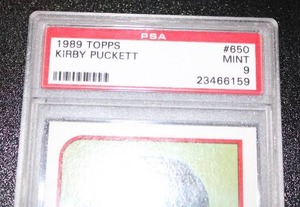 PSA
1989 TOPPS #650
KIRBY PUCKETT MINT
9
23466159